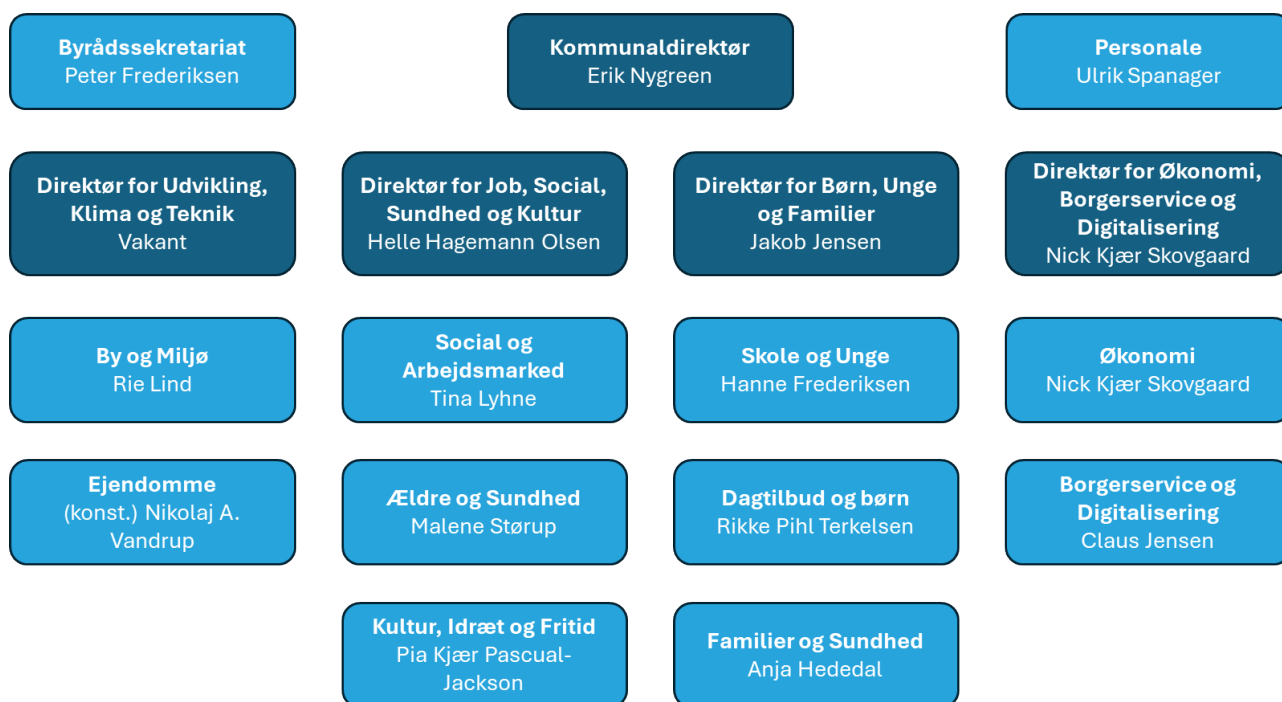 Byrådssekretariat
Peter Frederiksen
Kommunaldirektør
Erik Nygreen
Personale
Ulrik Spanager
Direktør for Udvikling,
Klima og Teknik
Vakant
Direktør for Job, Social,
Sundhed og Kultur
Helle Hagemann Olsen
Direktør for Børn, Unge
og Familier
Jakob Jensen
Direktør for Økonomi,
Borgerservice og
Digitalisering
Nick Kjær Skovgaard
By og Miljø
Rie Lind
Social og
Arbejdsmarked
Tina Lyhne
Skole og Unge
Hanne Frederiksen
Økonomi
Nick Kjær Skovgaard
Ejendomme
(konst.) Nikolaj A.
Vandrup
Ældre og Sundhed
Malene Størup
Dagtilbud og børn
Rikke Pihl Terkelsen
Borgerservice og
Digitalisering
Claus Jensen
Kultur, Idræt og Fritid
Pia Kjær Pascual-
Jackson
Familier og Sundhed
Anja Hededal